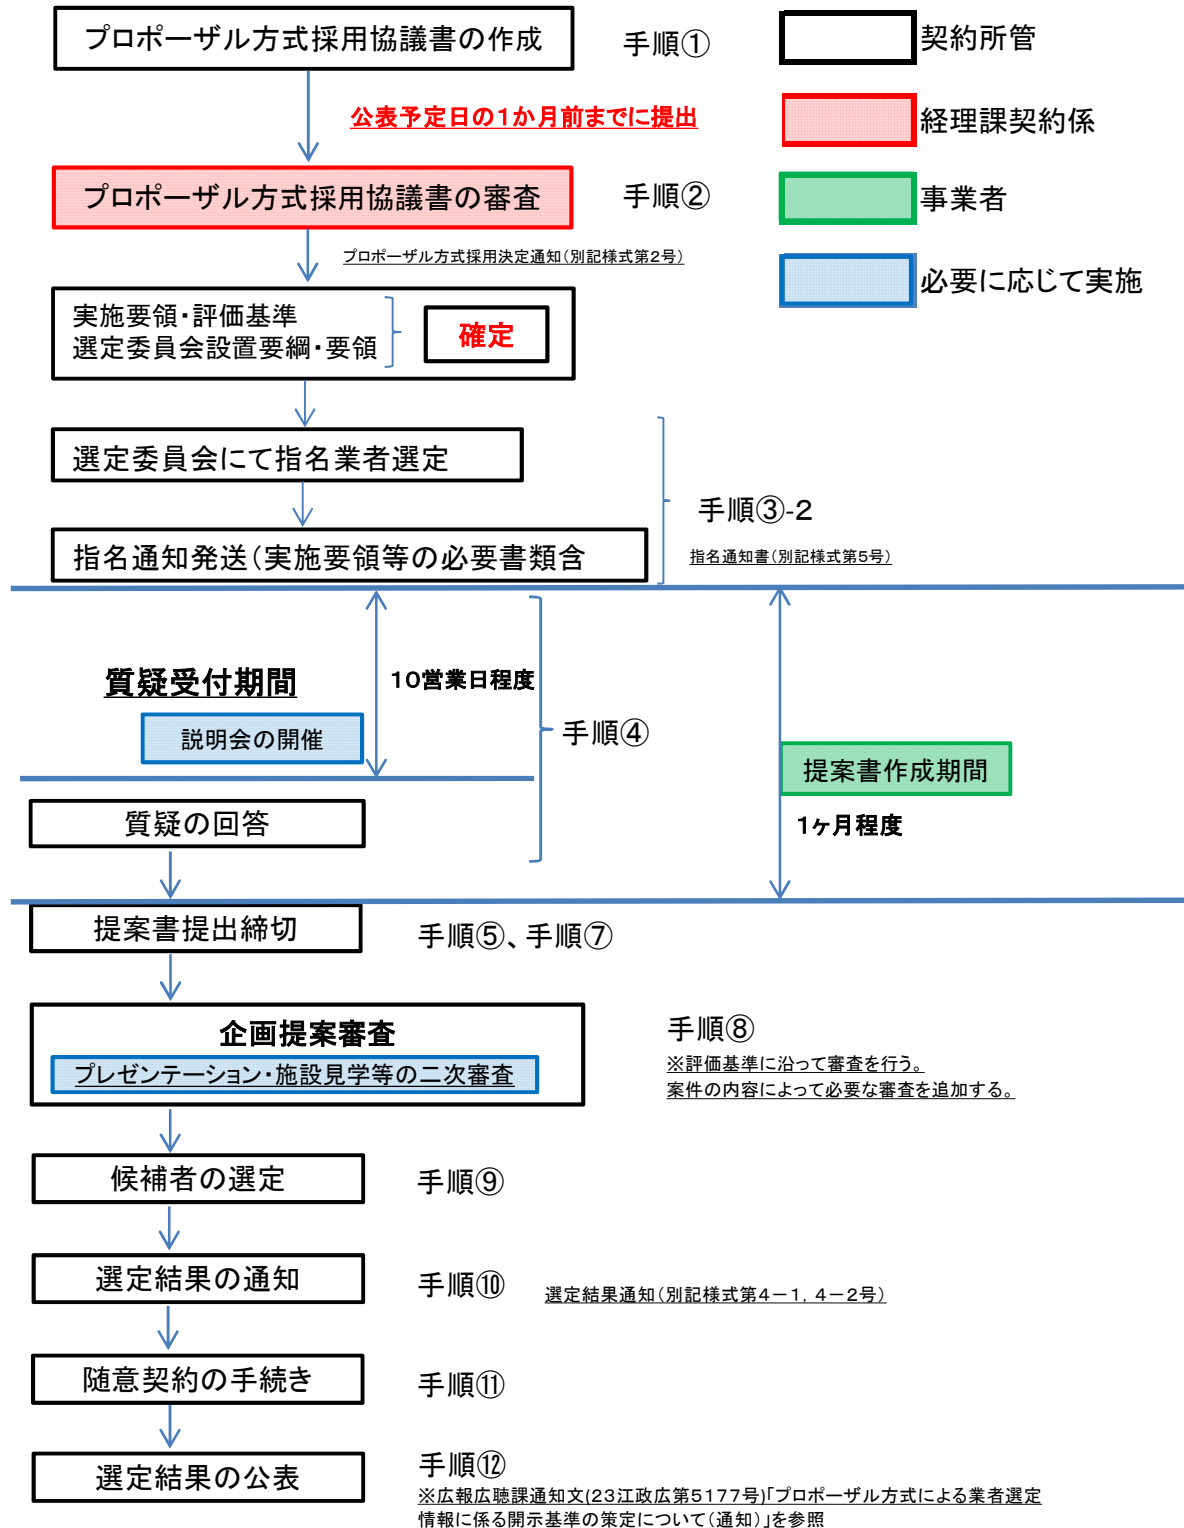 プロポーザル方式採用協議書の作成
手順①
契約所管
公表予定日の1か月前までに提出
経理課契約係
プロポーザル方式採用協議書の審査
手順②
事業者
プロポーザル方式採用決定通知(別記様式第2号)
必要に応じて実施
実施要領・評価基準
選定委員会設置要綱・要領
確定
選定委員会にて指名業者選定
手順③-2
指名通知発送(実施要領等の必要書類含
指名通知書(別記様式第5号)
質疑受付期間
10営業日程度
説明会の開催
手順④
提案書作成期間
質疑の回答
1ヶ月程度
提案書提出締切
手順⑤、手順⑦
企画提案審査
手順⑧
プレゼンテーション・施設見学等の二次審査
※評価基準に沿って審査を行う。
案件の内容によって必要な審査を追加する。
候補者の選定
手順⑨
選定結果の通知
手順⑩
選定結果通知(別記様式第4-1,4-2号)
随意契約の手続き
手順⑪
選定結果の公表
手順⑫
※広報広聴課通知文(23江政広第5177号)「プロポーザル方式による業者選定
情報に係る開示基準の策定について(通知)」を参照